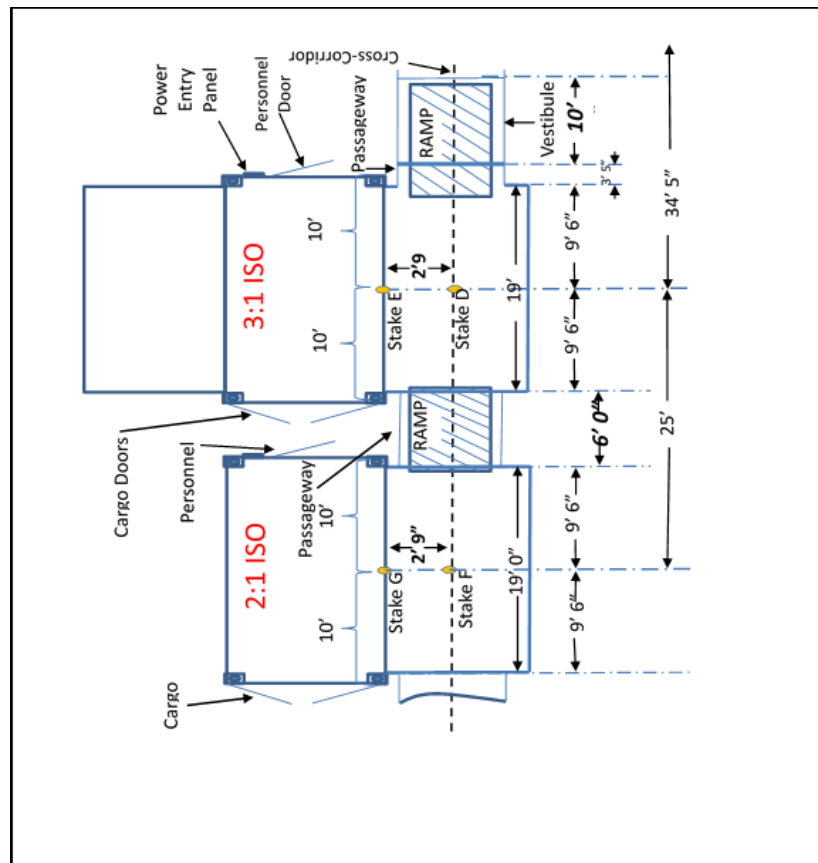 Cross-Corridor
Power
Entry
Panel
Personnel
Door
Passageway
RAMP
Vestibule
10'
3' 5"
34' 5"
3:1 ISO
10'
10'
2'9
Stake E
Stake D
19'
9' 6"
9' 6"
Cargo Doors
Personnel
Passageway
RAMP
6' 0"
25'
2:1 ISO
10'
10'
2' 9"
Stake G
Stake F
19' 0"
9' 6"
9' 6"
Cargo